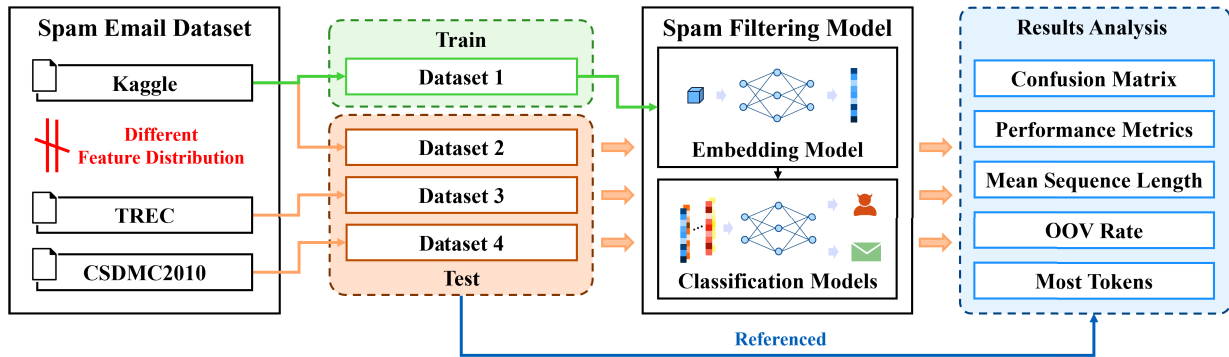 Spam Email Dataset
Kaggle
Different
Feature Distribution
TREC
CSDMC2010
Train
Dataset 1
Dataset 2
Dataset 3
Dataset 4
Test
Spam Filtering Model
Embedding Model
Classification Models
Results Analysis
Confusion Matrix
Performance Metrics
Mean Sequence Length
OOV Rate
Most Tokens
Referenced